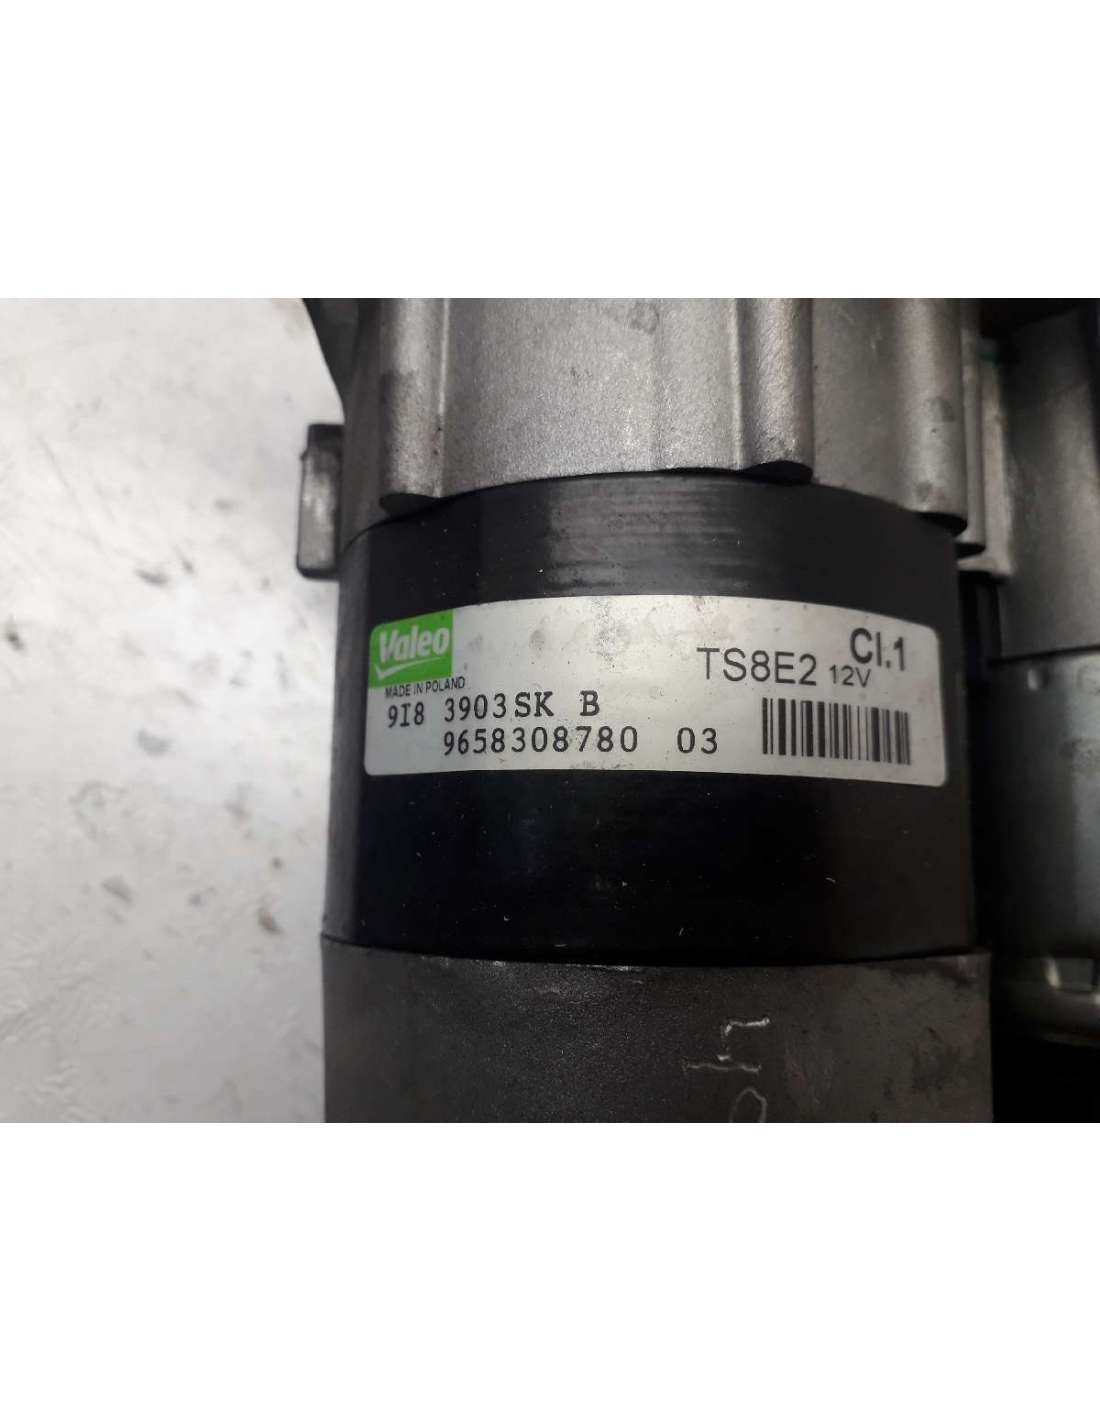 Valeo
MADE IN POLAND
TS8E2 12V Cl.1
9I8 3903SK B
9658308780 03